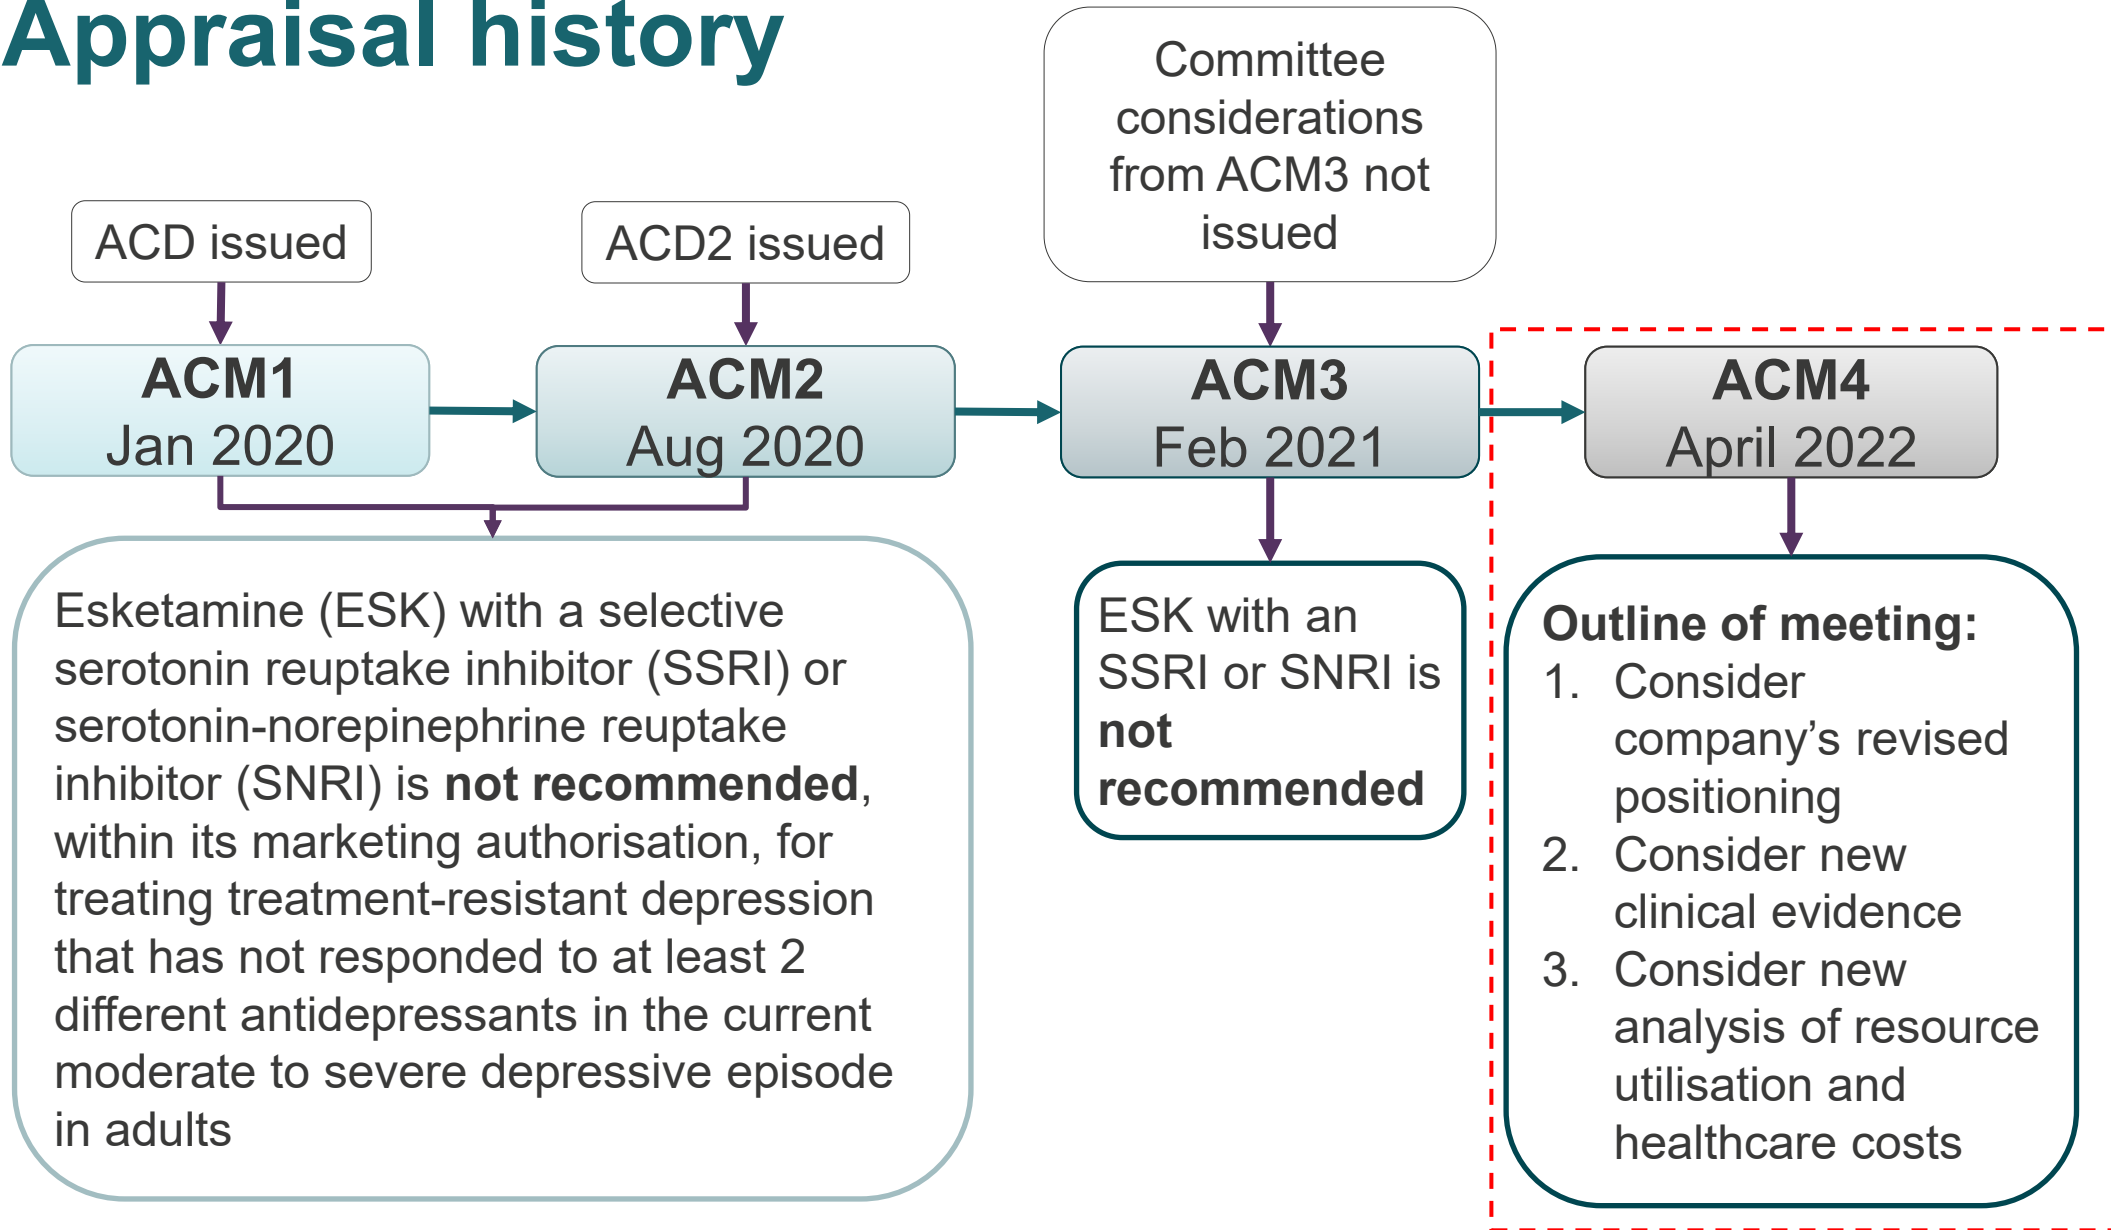 Appraisal history
Committee
considerations
from ACM3 not
issued
ACD issued
ACD2 issued
ACM1
Jan 2020
ACM2
Aug 2020
ACM3
Feb 2021
ACM4
April 2022
Esketamine (ESK) with a selective
serotonin reuptake inhibitor (SSRI) or
serotonin-norepinephrine reuptake
inhibitor (SNRI) is not recommended,
within its marketing authorisation, for
treating treatment-resistant depression
that has not responded to at least 2
different antidepressants in the current
moderate to severe depressive episode
in adults
ESK with an
SSRI or SNRI is
not
recommended
Outline of meeting:
1. Consider
company’s revised
positioning
2. Consider new
clinical evidence
3. Consider new
analysis of resource
utilisation and
healthcare costs